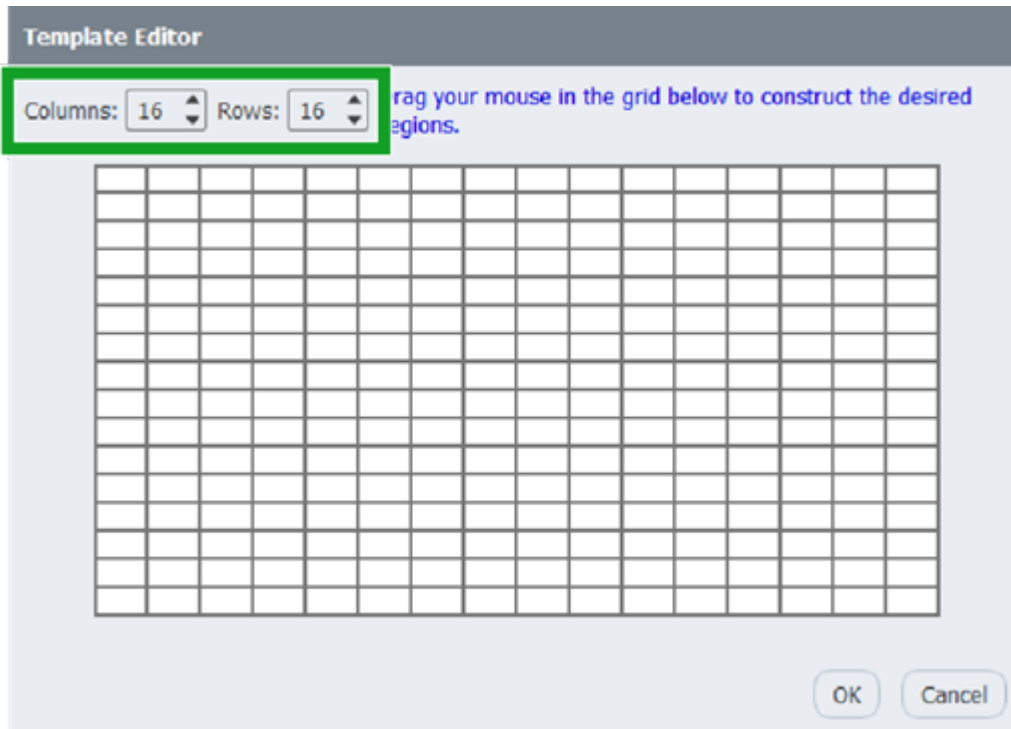 Template Editor
Columns: 16 Rows: 16
rag your mouse in the grid below to construct the desired
egions.
OK Cancel